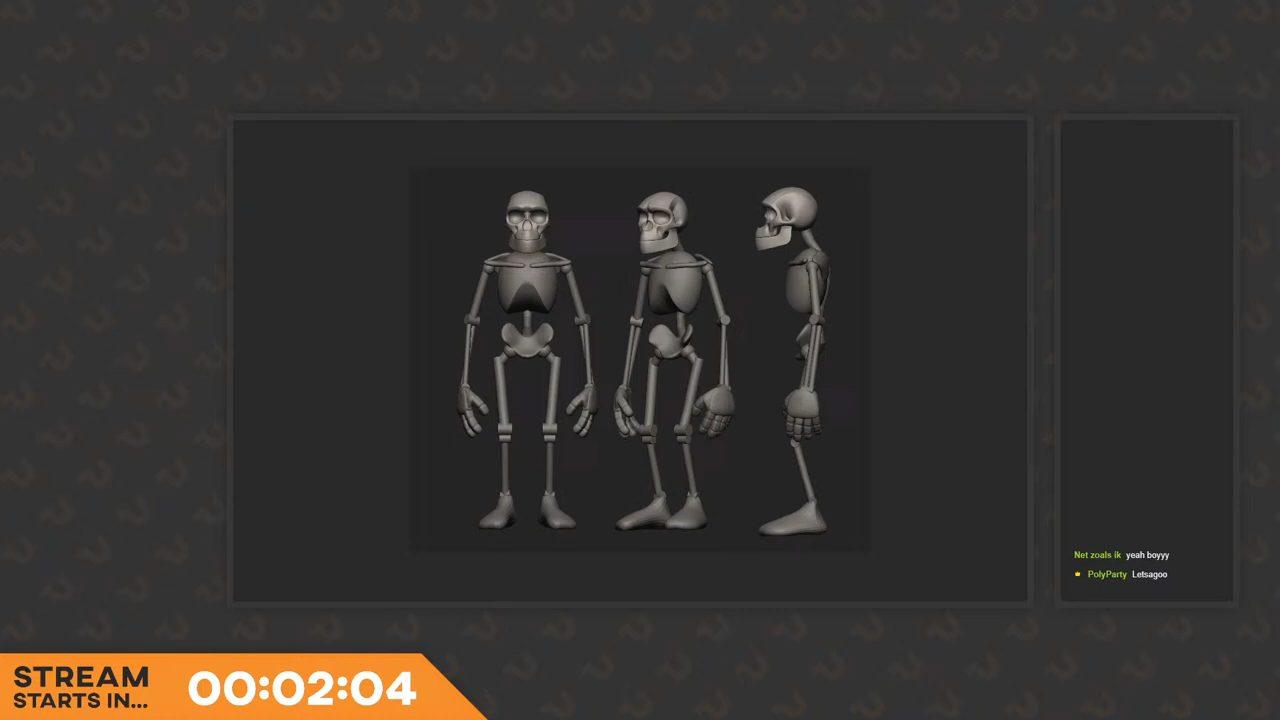 Net zoals ik yeah boyyy
PolyParty Letsagoo
STREAM
STARTS IN...
00:02:04